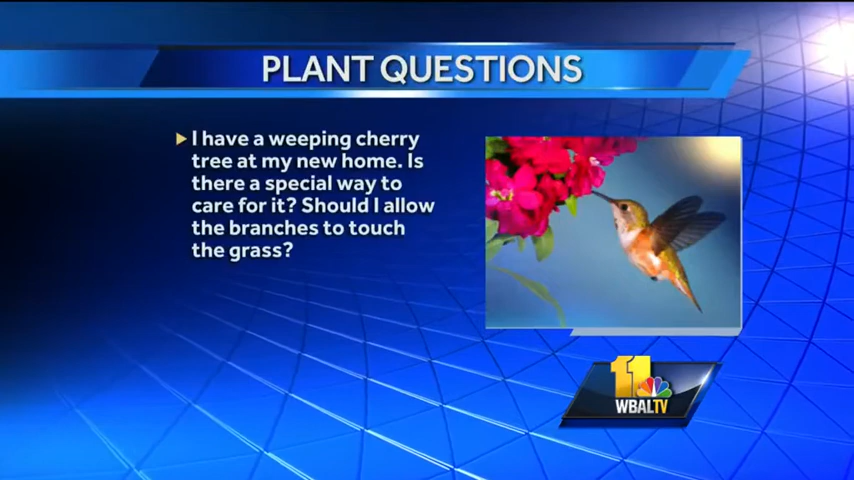 PLANT QUESTIONS
I have a weeping cherry
tree at my new home. Is
there a special way to
care for it? Should I allow
the branches to touch
the grass?
11
WBALTV